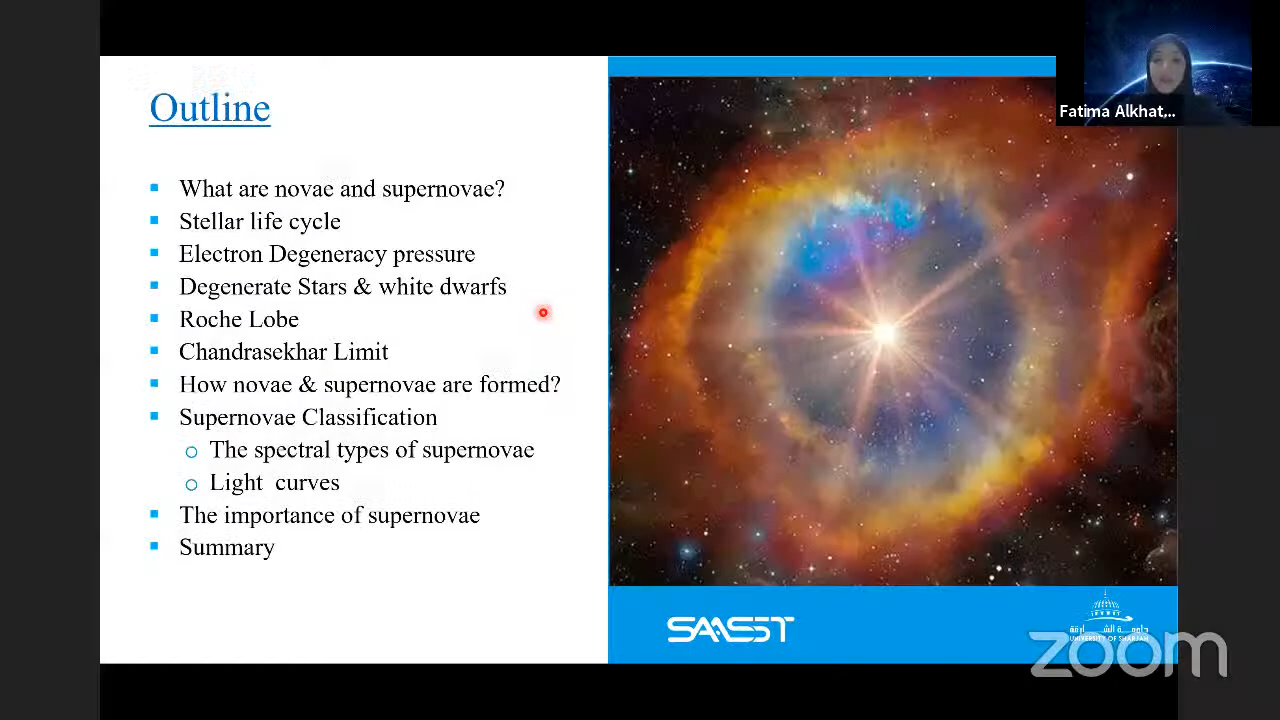 Outline
What are novae and supernovae?
Stellar life cycle
Electron Degeneracy pressure
Degenerate Stars & white dwarfs
Roche Lobe
Chandrasekhar Limit
How novae & supernovae are formed?
Supernovae Classification
The spectral types of supernovae
Light curves
The importance of supernovae
Summary
Fatima Alkhat,...
SAASST
جامعة الشارقة
UNIVERSITY OF SHARJAH
zoom